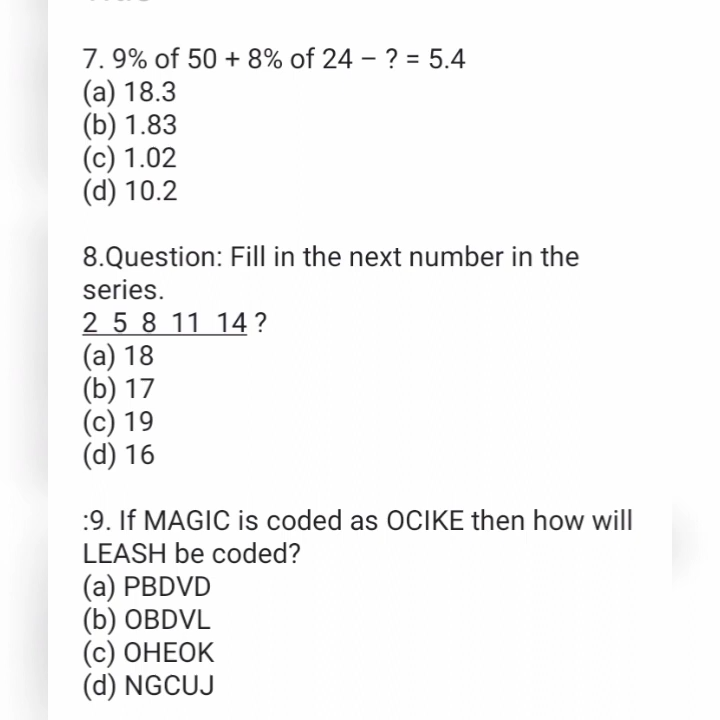 7. 9% of 50 + 8% of 24 – ? = 5.4
(a) 18.3
(b) 1.83
(c) 1.02
(d) 10.2
8.Question: Fill in the next number in the
series.
2 5 8 11 14 ?
(a) 18
(b) 17
(c) 19
(d) 16
:9. If MAGIC is coded as OCIKE then how will
LEASH be coded?
(a) PBDVD
(b) OBDVL
(c) OHEOK
(d) NGCUJ